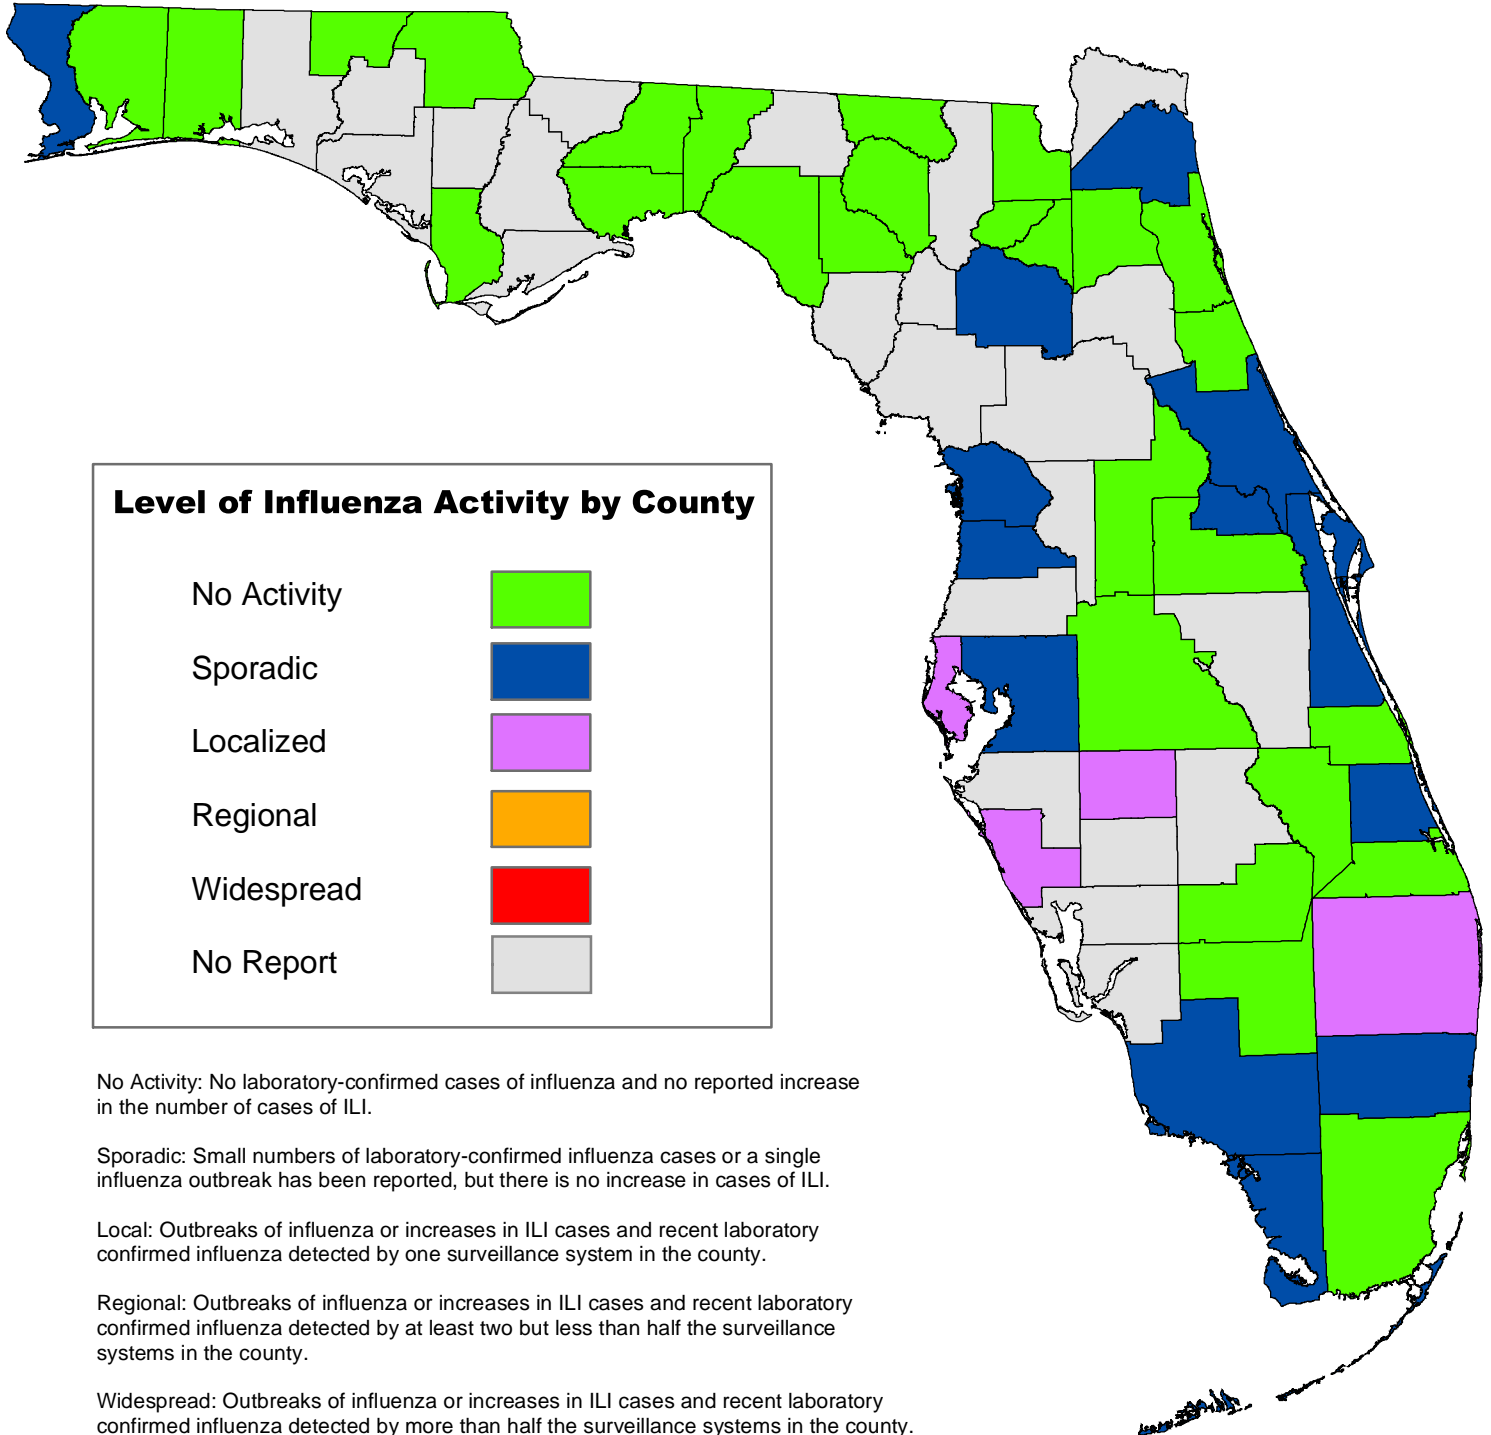 Level of Influenza Activity by County
No Activity
Sporadic
Localized
Regional
Widespread
No Report
No Activity: No laboratory-confirmed cases of influenza and no reported increase
in the number of cases of ILI.
Sporadic: Small numbers of laboratory-confirmed influenza cases or a single
influenza outbreak has been reported, but there is no increase in cases of ILI.
Local: Outbreaks of influenza or increases in ILI cases and recent laboratory
confirmed influenza detected by one surveillance system in the county.
Regional: Outbreaks of influenza or increases in ILI cases and recent laboratory
confirmed influenza detected by at least two but less than half the surveillance
systems in the county.
Widespread: Outbreaks of influenza or increases in ILI cases and recent laboratory
confirmed influenza detected by more than half the surveillance systems in the county.